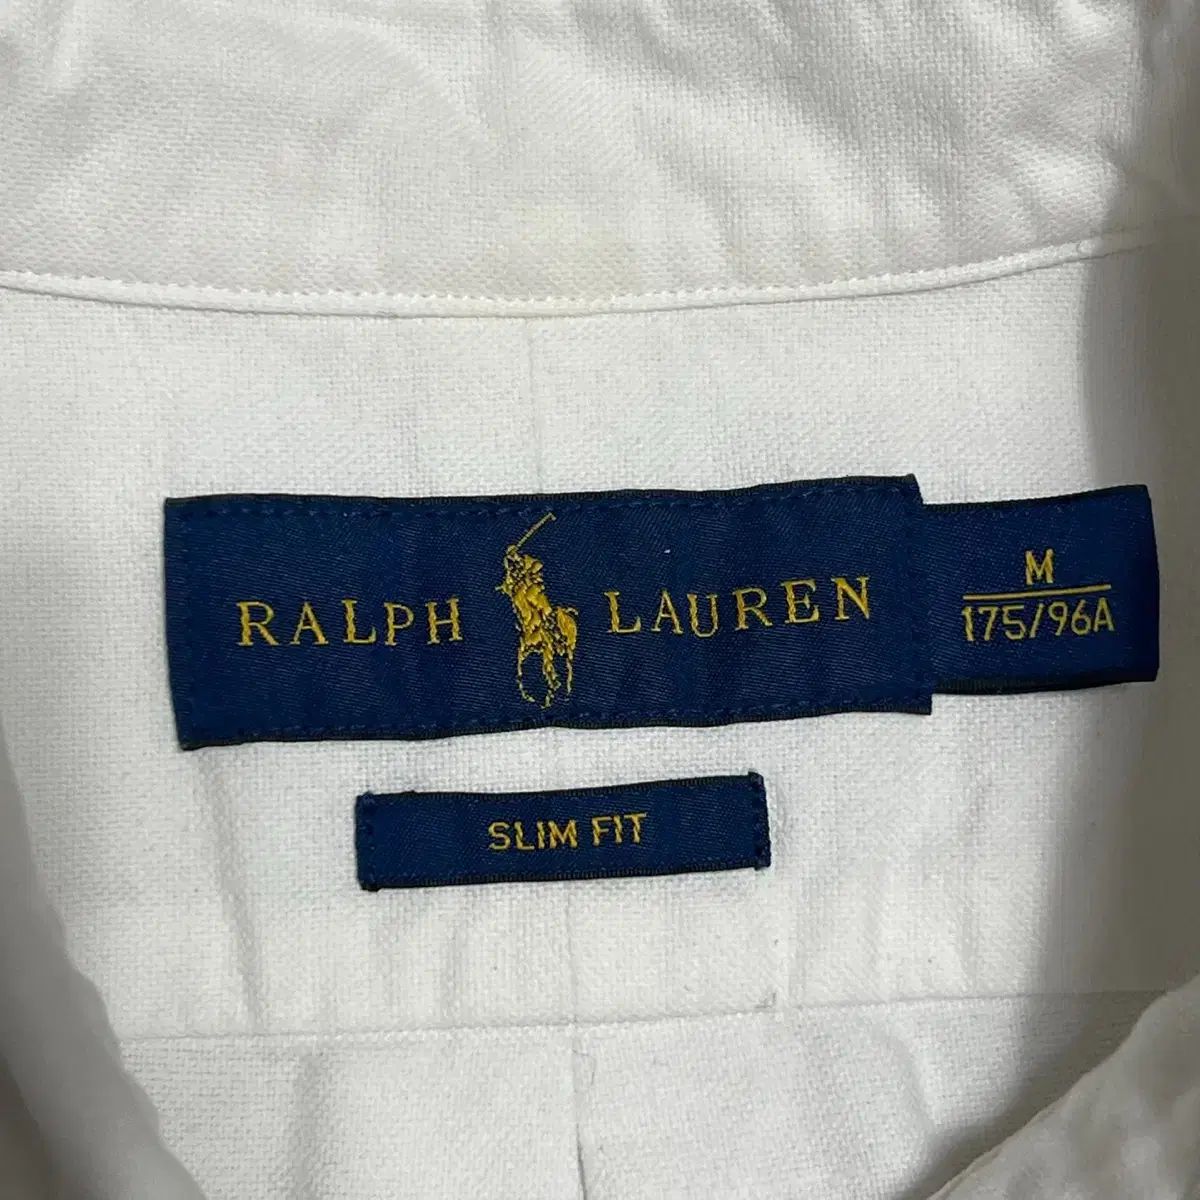 RALPH LAUREN
M
175/96A
SLIM FIT